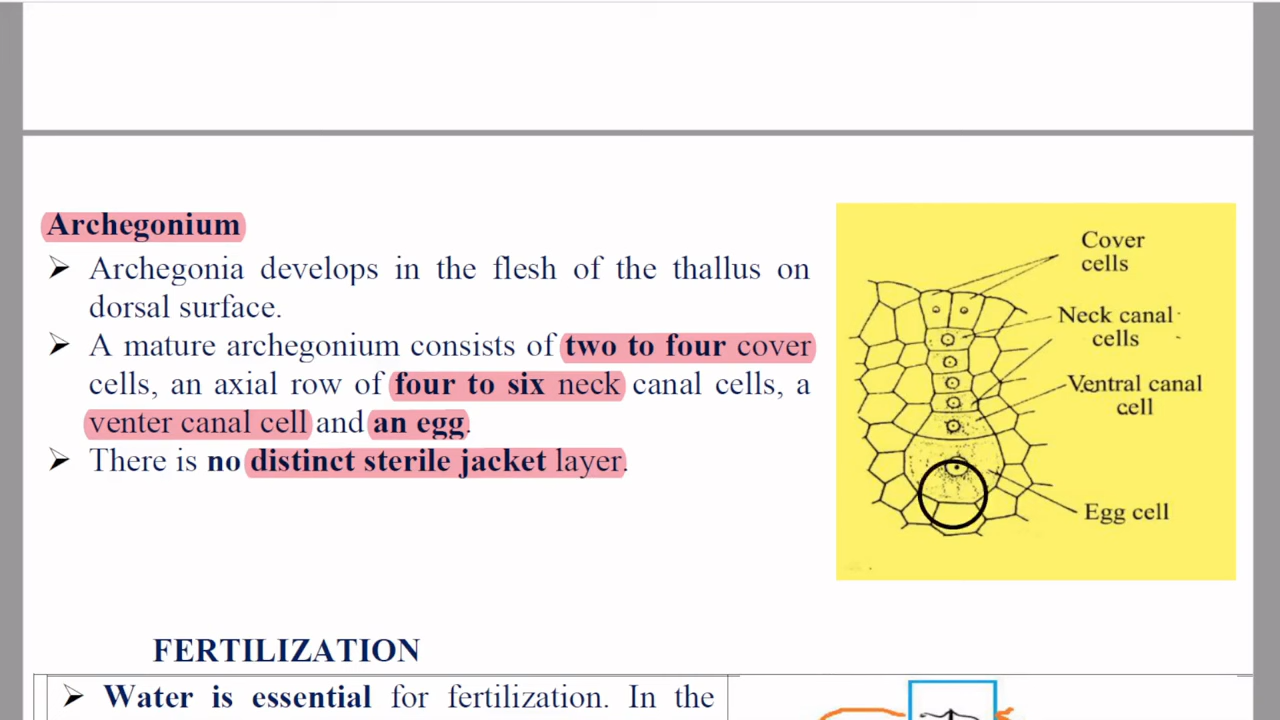 Archegonium
➢ Archegonia develops in the flesh of the thallus on
dorsal surface.
➢ A mature archegonium consists of two to four cover
cells, an axial row of four to six neck canal cells, a
venter canal cell and an egg.
➢ There is no distinct sterile jacket layer.
Cover
cells
Neck canal
cells
Ventral canal
cell
Egg cell
FERTILIZATION
➢ Water is essential for fertilization. In the